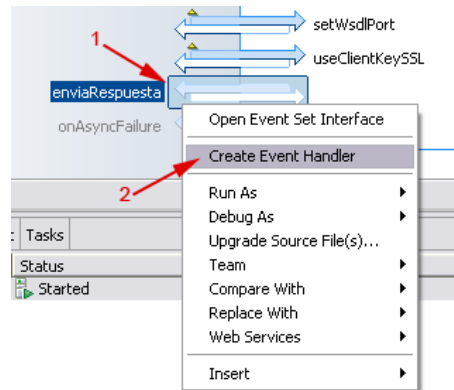 setWsdlPort
1
useClientKeySSL
enviaRespuesta
onAsyncFailure
Open Event Set Interface
Create Event Handler
2
Run As
Debug As
Upgrade Source File(s)...
Team
Compare With
Replace With
Web Services
Insert
: Tasks
Status
Started